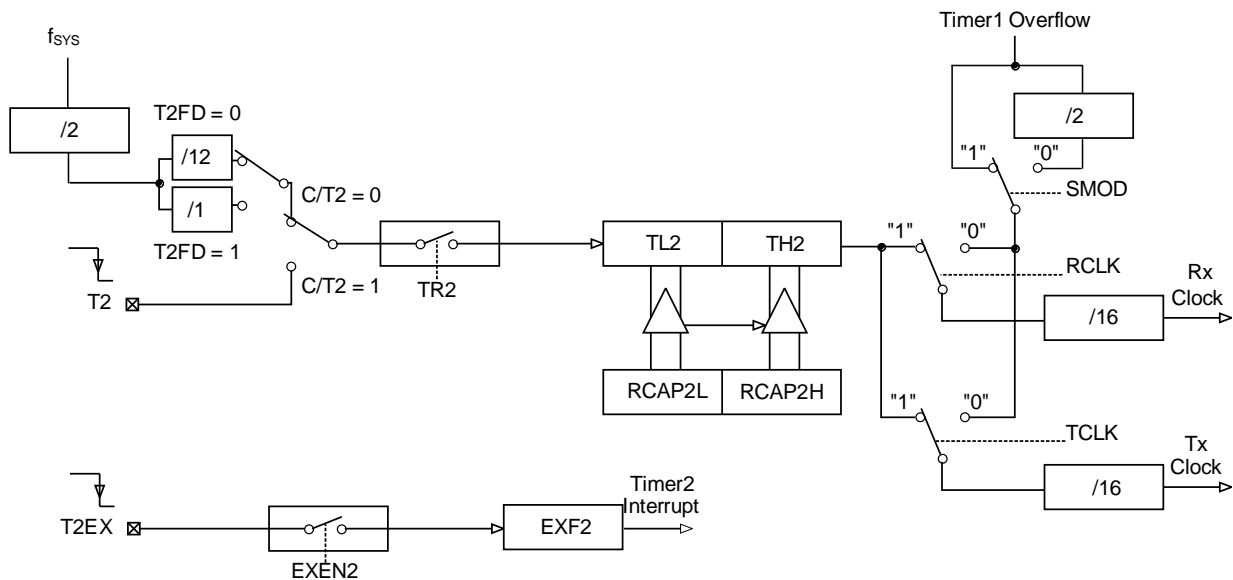 Timer1 Overflow
fSYS
/2
T2FD = 0
/12
/1
T2FD = 1
C/T2 = 0
C/T2 = 1
T2
TR2
TL2
TH2
RCAP2L
RCAP2H
/2
"1"
"0"
SMOD
"1"
"0"
RCLK
Rx
Clock
/16
"1"
"0"
TCLK
Tx
Clock
/16
T2EX
EXEN2
EXF2
Timer2
Interrupt